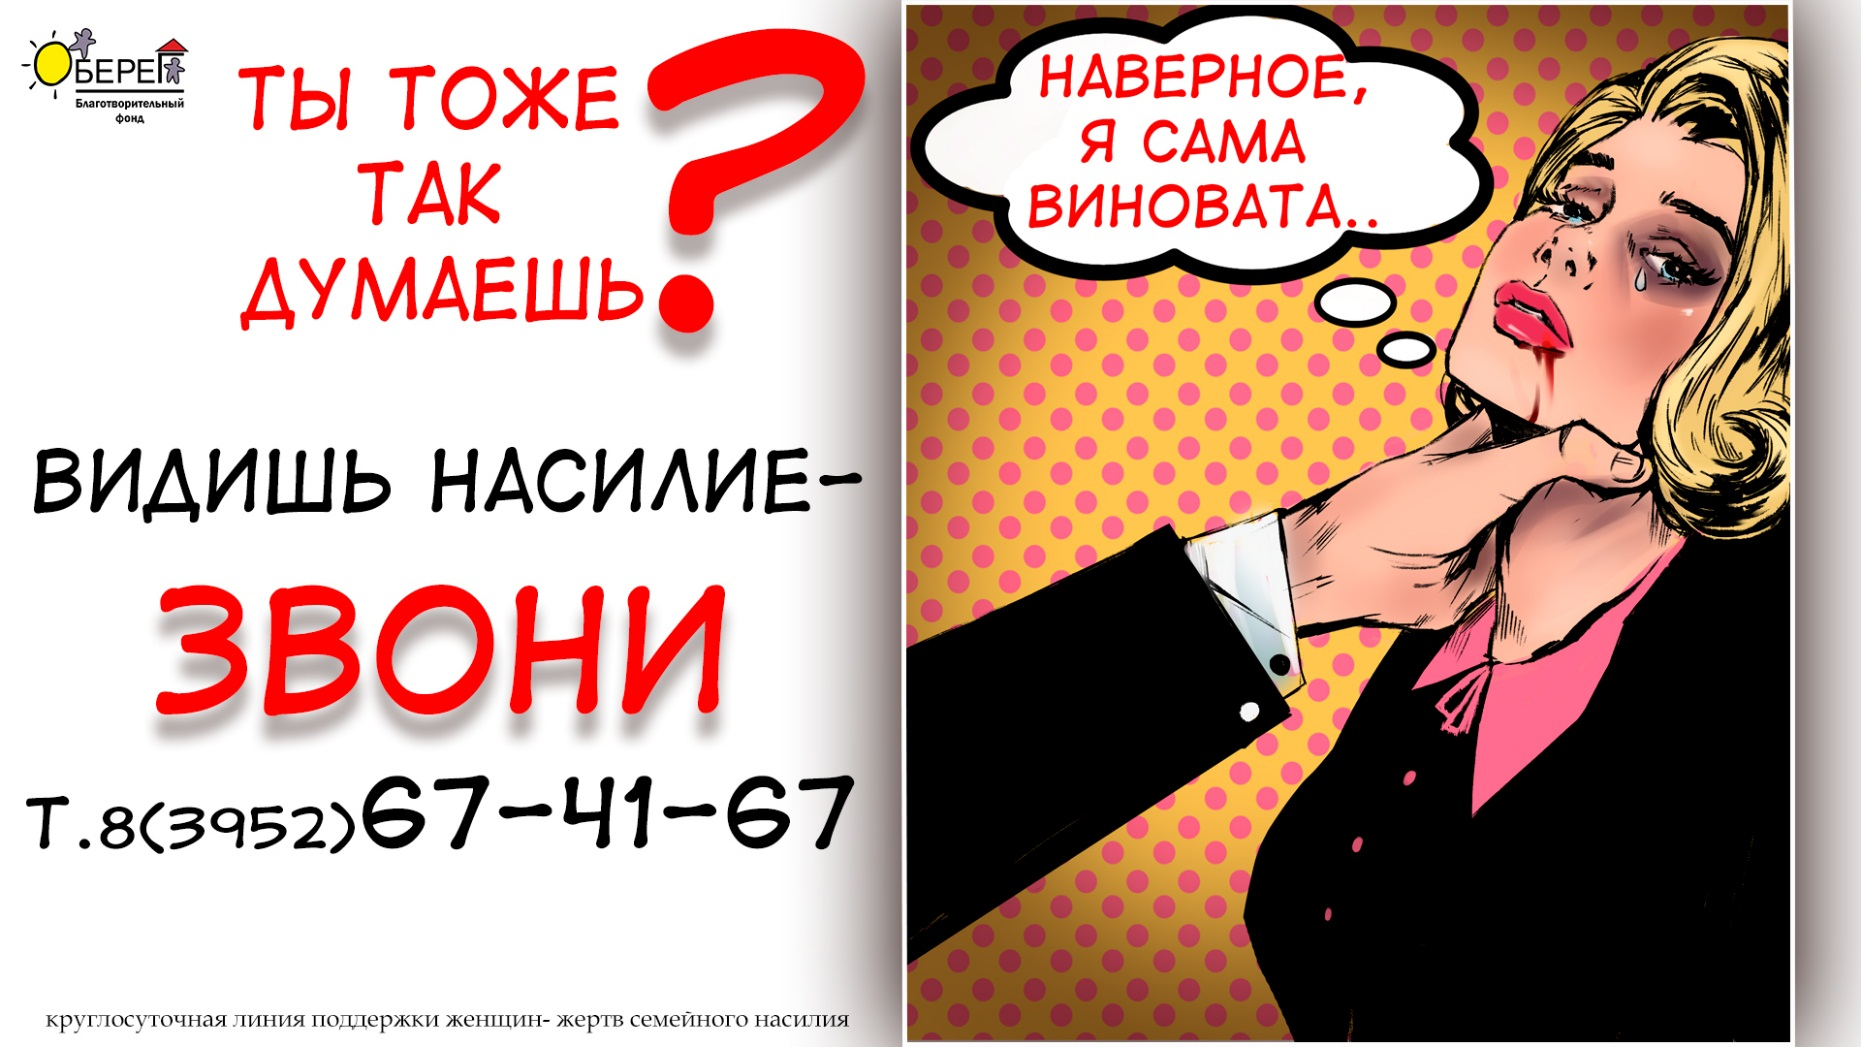 ОБЕРЕГ
Благотворительный
фонд
ТЫ ТОЖЕ
ТАК
ДУМАЕШЬ?
ВИДИШЬ НАСИЛИЕ-
ЗВОНИ
Т.8(3952)67-41-67
круглосуточная линия поддержки женщин- жертв семейного насилия
НАВЕРНОЕ,
Я САМА
ВИНОВАТА..